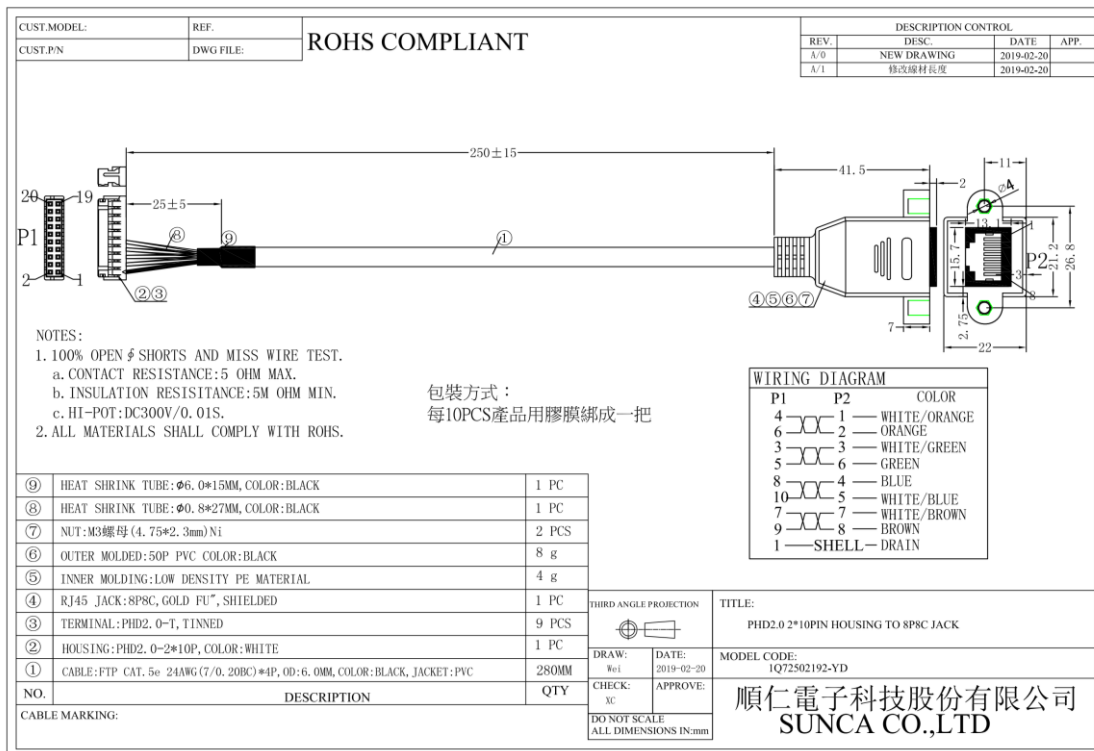 CUST.MODEL:
REF.
CUST.P/N
DWG FILE:
ROHS COMPLIANT
DESCRIPTION CONTROL
REV. DESC. DATE APP.
A/0 NEW DRAWING 2019-02-20
A/1 修改線材長度 2019-02-20
250±15
41.5
2
11
ø4
20
19
25±5
P1
⑧
⑨
①
13.1
1
15.7
P2
21.2
26.8
3
8
2
1
②③
④⑤⑥⑦
7
2.75
22
NOTES:
1. 100% OPEN ∮ SHORTS AND MISS WIRE TEST.
a. CONTACT RESISTANCE:5 OHM MAX.
b. INSULATION RESISITANCE:5M OHM MIN.
c. HI-POT:DC300V/0.01S.
2. ALL MATERIALS SHALL COMPLY WITH ROHS.
包裝方式：
每10PCS產品用膠膜綁成一把
WIRING DIAGRAM
P1 P2 COLOR
4 1 WHITE/ORANGE
6 2 ORANGE
3 3 WHITE/GREEN
5 6 GREEN
8 4 BLUE
10 5 WHITE/BLUE
7 7 WHITE/BROWN
9 8 BROWN
1 SHELL DRAIN
⑨ HEAT SHRINK TUBE:Φ6.0*15MM,COLOR:BLACK 1 PC
⑧ HEAT SHRINK TUBE:Φ0.8*27MM,COLOR:BLACK 1 PC
⑦ NUT:M3螺母(4.75*2.3mm)Ni 2 PCS
⑥ OUTER MOLDED:50P PVC COLOR:BLACK 8 g
⑤ INNER MOLDING:LOW DENSITY PE MATERIAL 4 g
④ RJ45 JACK:8P8C,GOLD FU",SHIELDED 1 PC
③ TERMINAL:PHD2.0-T,TINNED 9 PCS
② HOUSING:PHD2.0-2*10P,COLOR:WHITE 1 PC
① CABLE:FTP CAT.5e 24AWG(7/0.20BC)*4P,OD:6.0MM,COLOR:BLACK,JACKET:PVC 280MM
NO. DESCRIPTION QTY
CABLE MARKING:
THIRD ANGLE PROJECTION
TITLE:
PHD2.0 2*10PIN HOUSING TO 8P8C JACK
DRAW:
Wei
DATE:
2019-02-20
MODEL CODE:
1Q72502192-YD
CHECK:
XC
APPROVE:
DO NOT SCALE
ALL DIMENSIONS IN:mm
順仁電子科技股份有限公司
SUNCA CO.,LTD